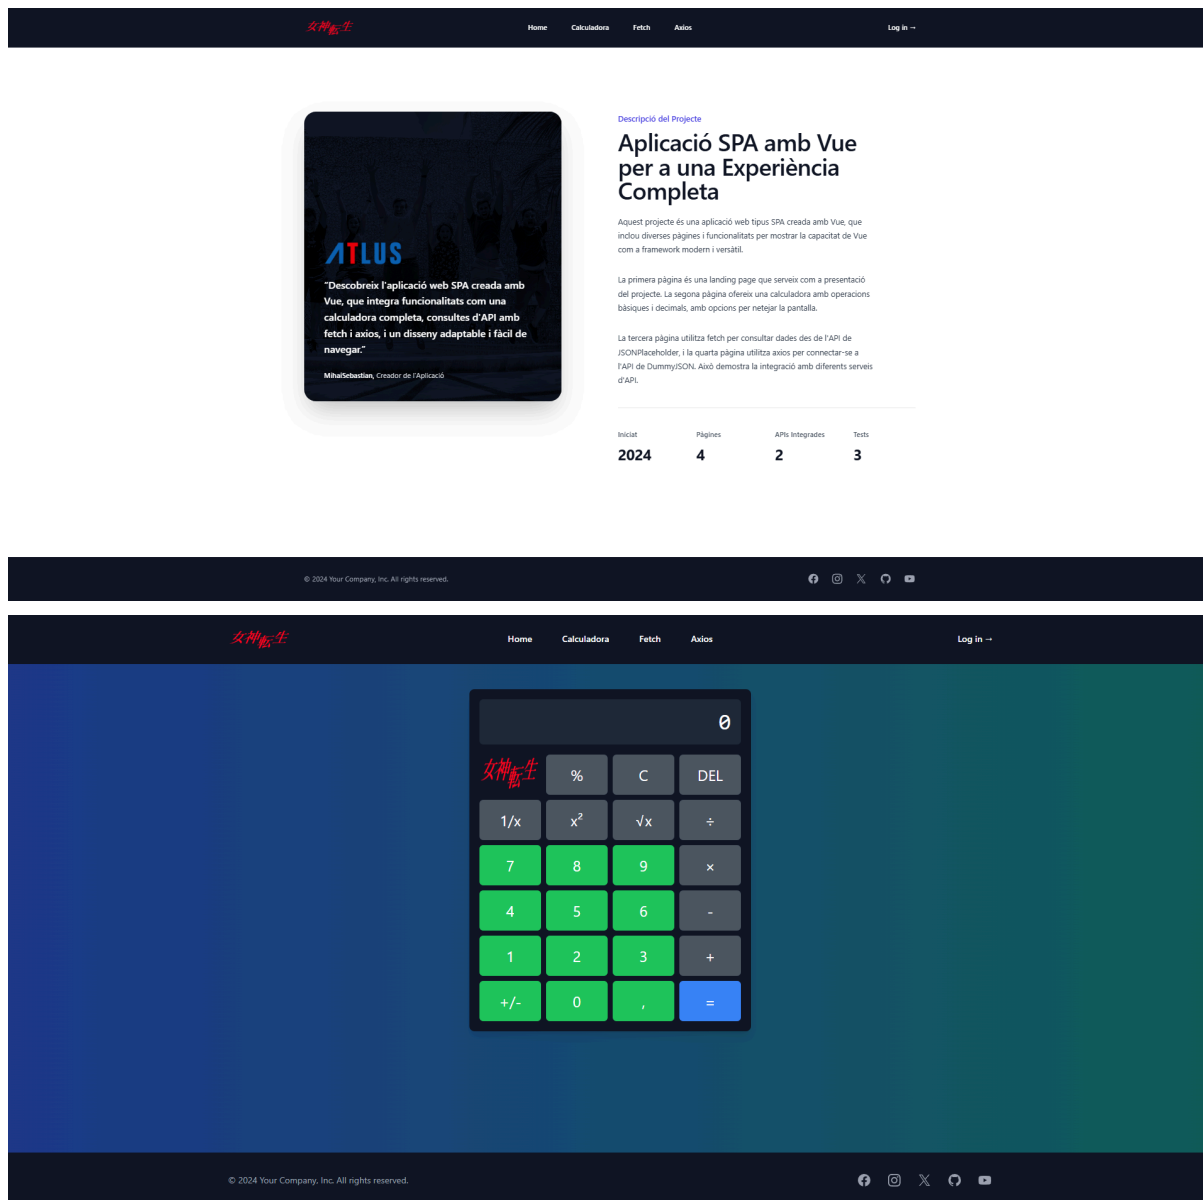 女神転生
Home Calculadora Fetch Axios
Log in →
ATLUS
“Descobreix l'aplicació web SPA creada amb
Vue, que integra funcionalitats com una
calculadora completa, consultes d'API amb
fetch i axios, i un disseny adaptable i fàcil de
navegar.”
MihaiSebastian, Creador de l'Aplicació
Descripció del Projecte
Aplicació SPA amb Vue
per a una Experiència
Completa
Aquest projecte és una aplicació web tipus SPA creada amb Vue, que
inclou diverses pàgines i funcionalitats per mostrar la capacitat de Vue
com a framework modern i versàtil.
La primera pàgina és una landing page que serveix com a presentació
del projecte. La segona pàgina ofereix una calculadora amb operacions
bàsiques i decimals, amb opcions per netejar la pantalla.
La tercera pàgina utilitza fetch per consultar dades des de l'API de
JSONPlaceholder, i la quarta pàgina utilitza axios per connectar-se a
l'API de DummyJSON. Això demostra la integració amb diferents serveis
d'API.
Iniciat Pàgines APIs Integrades Tests
2024 4 2 3
© 2024 Your Company, Inc. All rights reserved.
女神転生
Home Calculadora Fetch Axios
Log in →
0
女神転生 % C DEL
1/x x² √x ÷
7 8 9 ×
4 5 6 -
1 2 3 +
+/- 0 , =
© 2024 Your Company, Inc. All rights reserved.